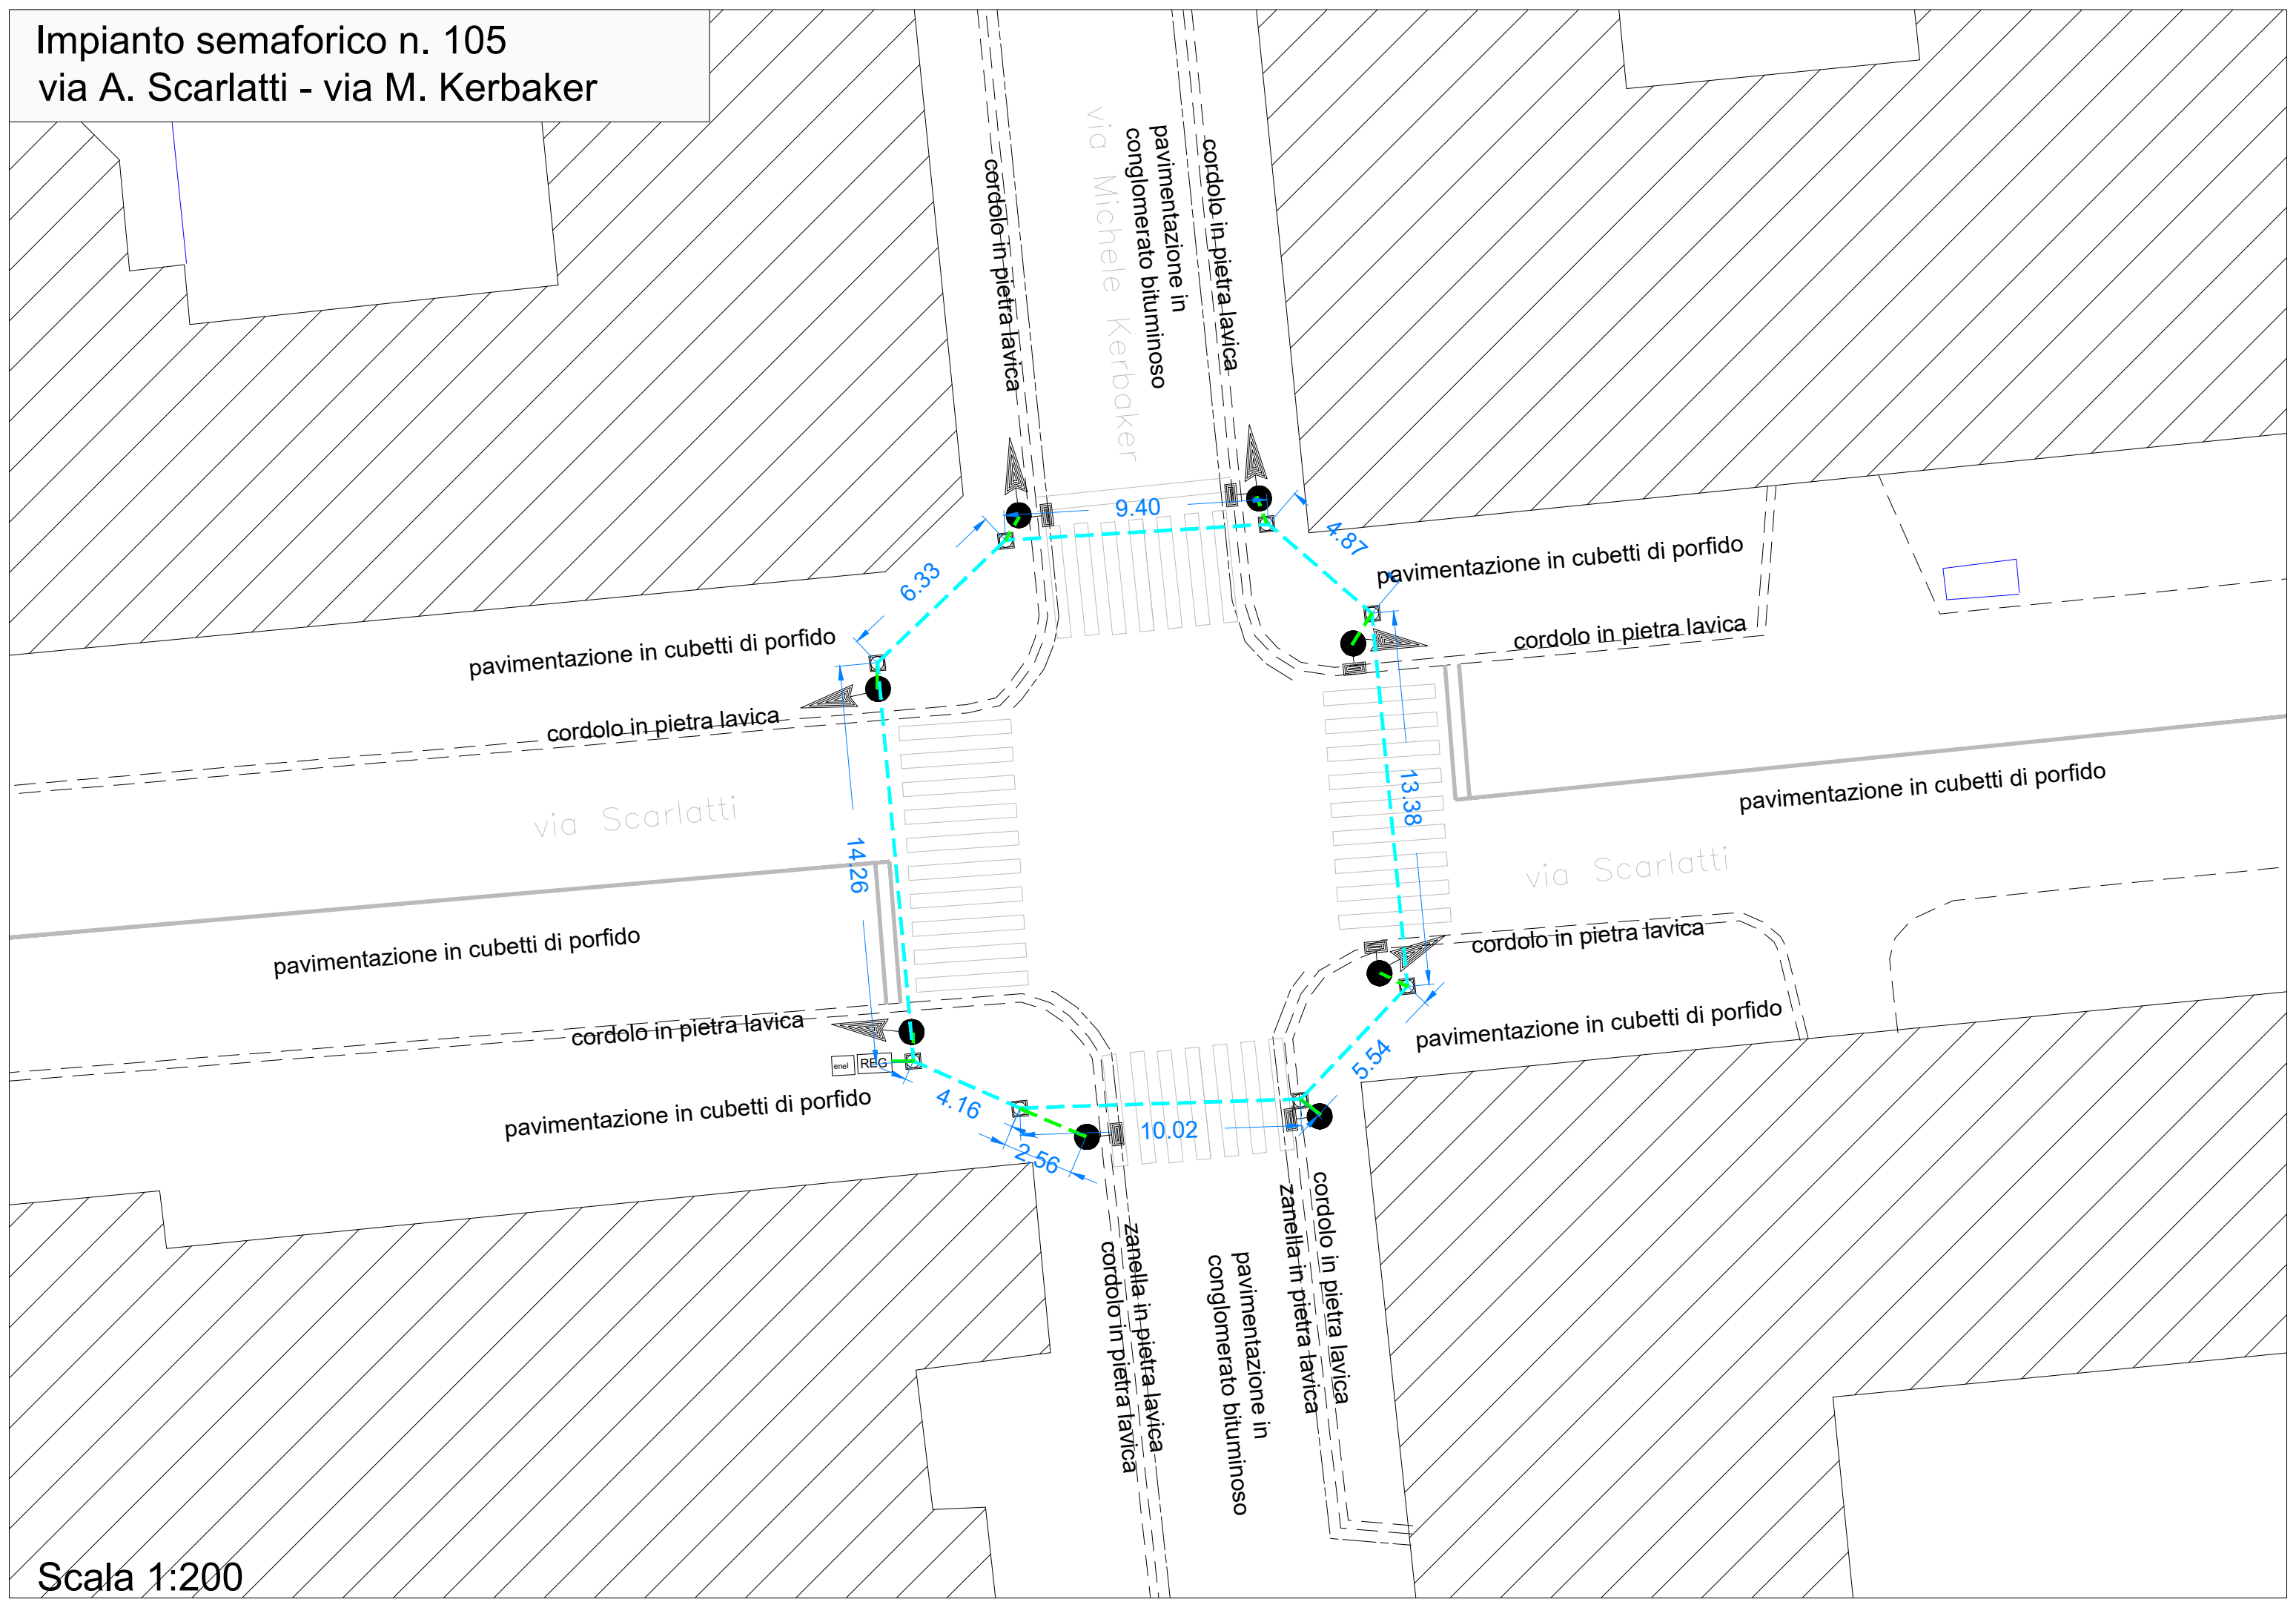 Impianto semaforico n. 105
via A. Scarlatti - via M. Kerbaker
cordolo in pietra lavica
via Michele Kerbaker
pavimentazione in
conglomerato bituminoso
cordolo in pietra lavica
9.40
4.87
6.33
pavimentazione in cubetti di porfido
pavimentazione in cubetti di porfido
cordolo in pietra lavica
cordolo in pietra lavica
13.38
pavimentazione in cubetti di porfido
via Scarlatti
14.26
via Scarlatti
pavimentazione in cubetti di porfido
cordolo in pietra lavica
cordolo in pietra lavica
pavimentazione in cubetti di porfido
enel
REG
5.54
pavimentazione in cubetti di porfido
4.16
10.02
2.56
zanella in pietra lavica
cordolo in pietra lavica
pavimentazione in
conglomerato bituminoso
cordolo in pietra lavica
zanella in pietra lavica
Scala 1:200